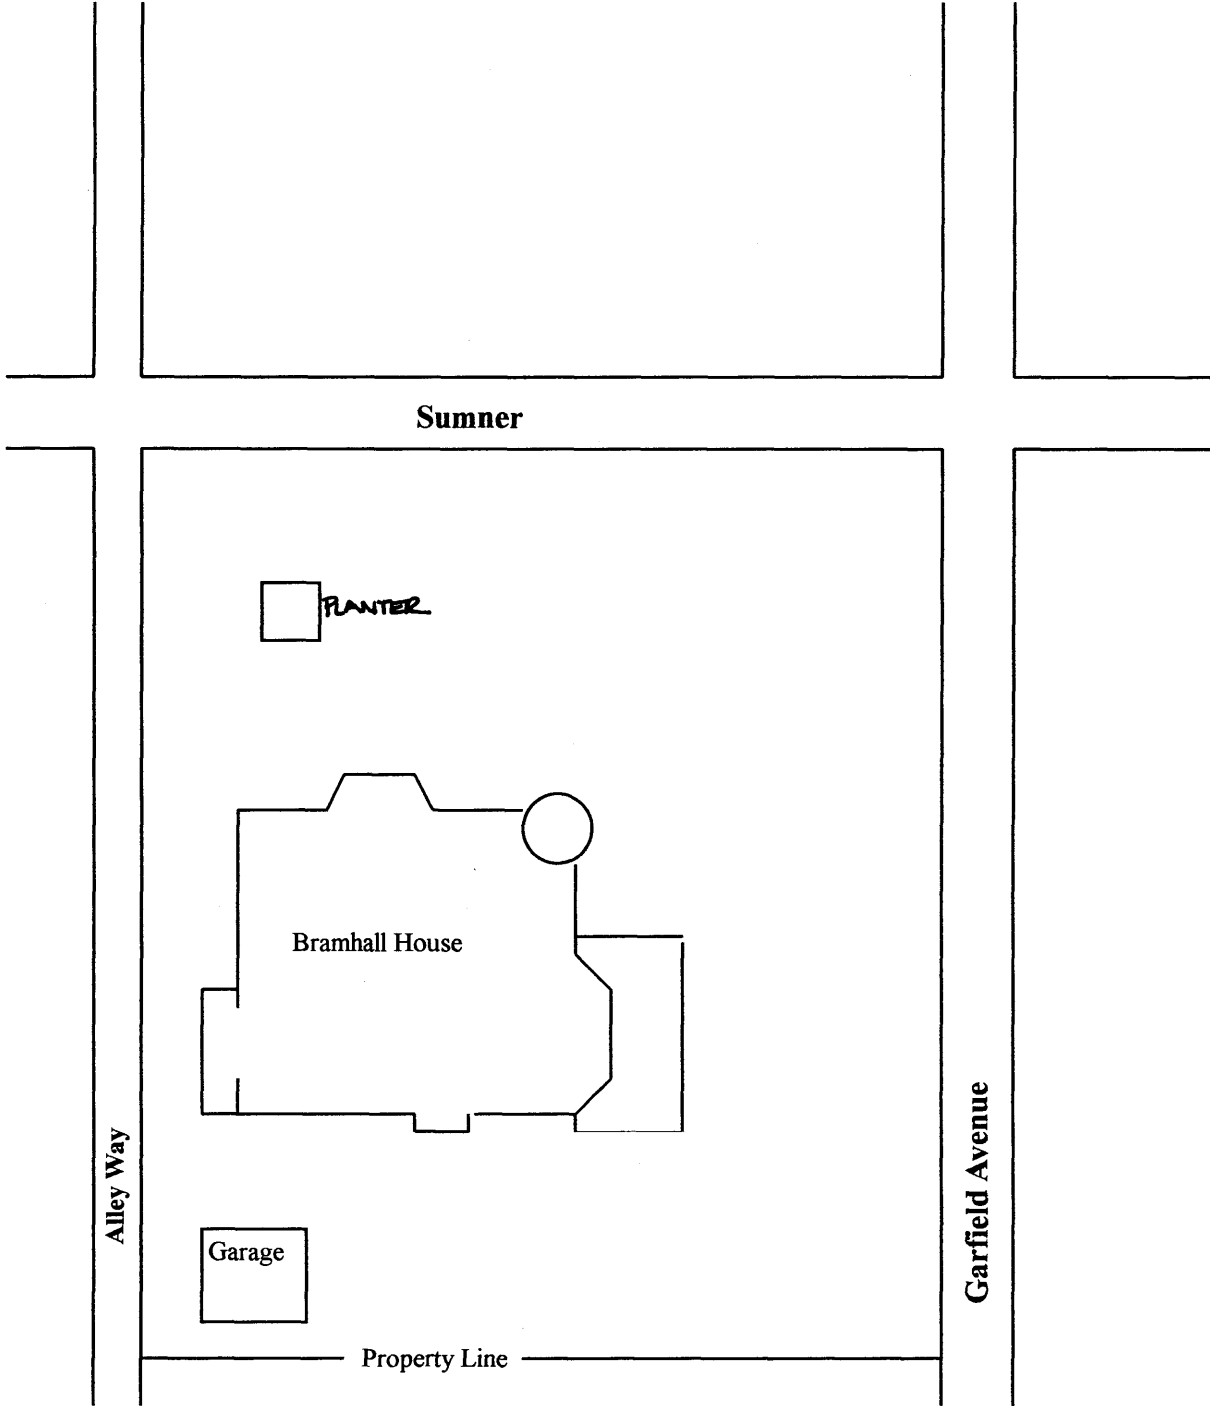 Sumner
PLANTER
Bramhall House
Alley Way
Garfield Avenue
Garage
Property Line